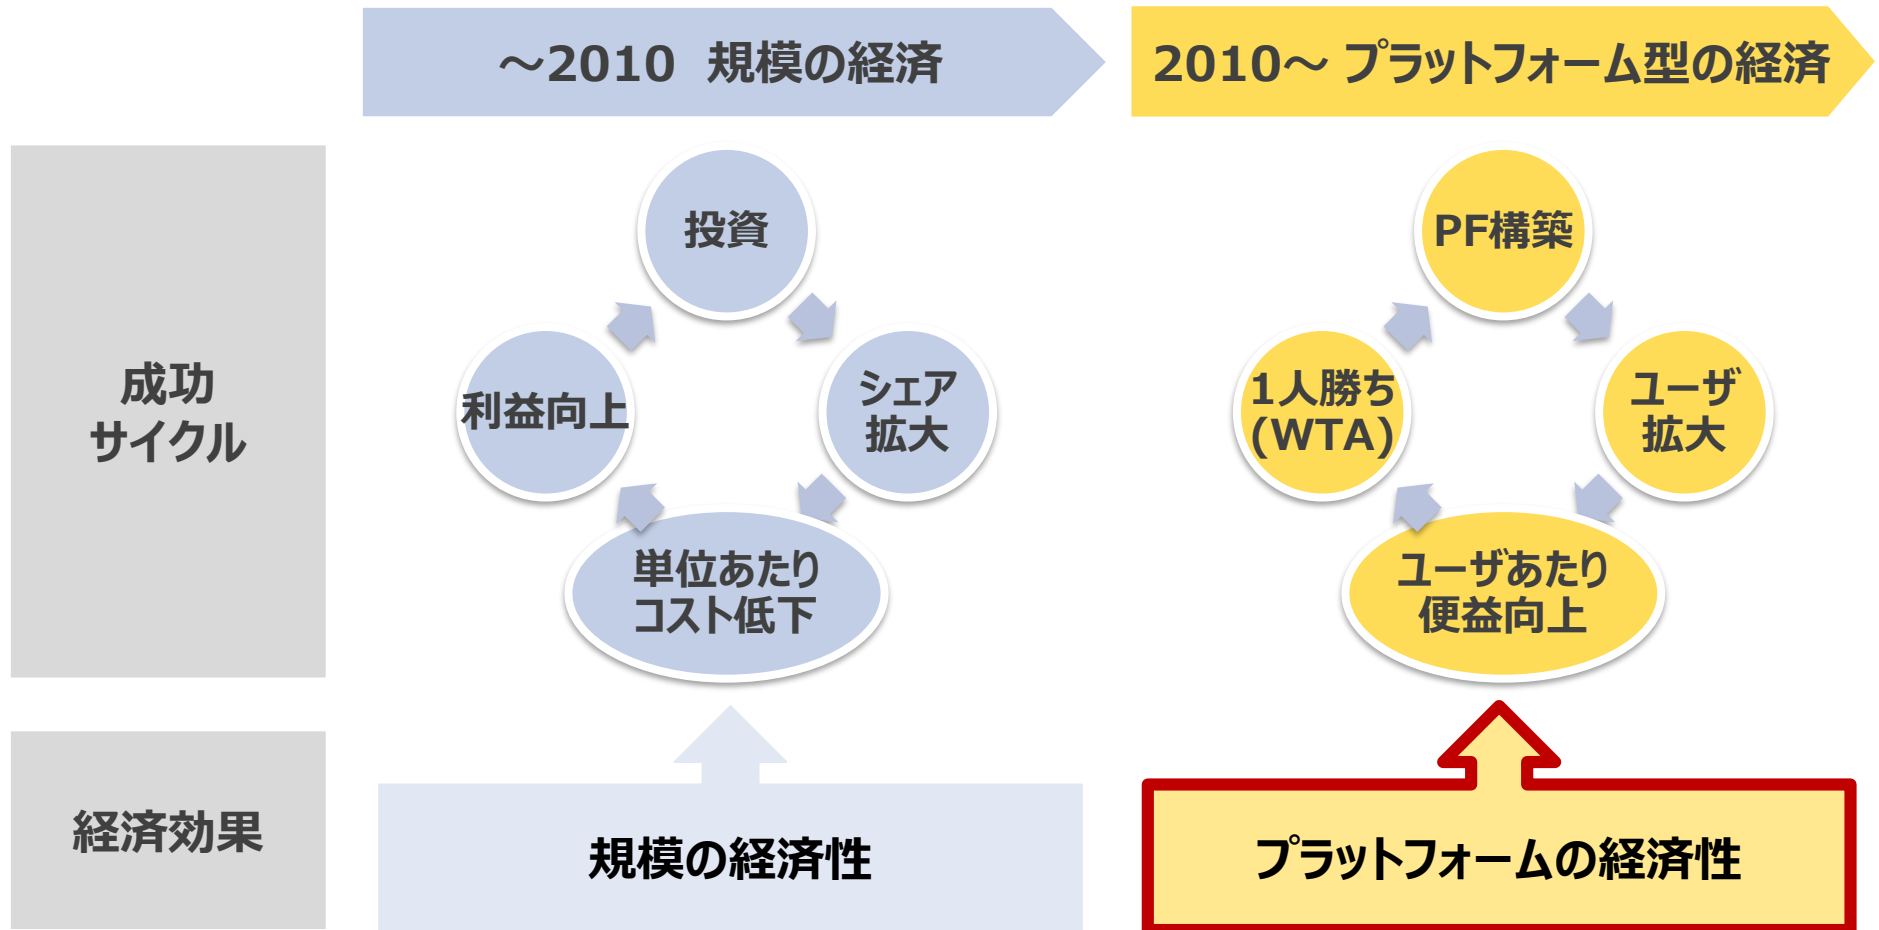 ～2010 規模の経済
2010～ プラットフォーム型の経済
成功
サイクル
投資
シェア
拡大
単位あたり
コスト低下
利益向上
PF構築
ユーザ
拡大
ユーザあたり
便益向上
1人勝ち
(WTA)
経済効果
規模の経済性
プラットフォームの経済性